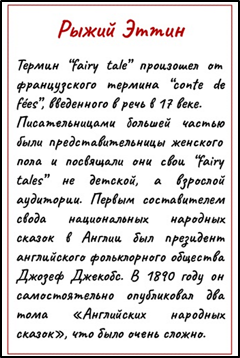 Рыжий Эттин
Термин “fairy tale” произошел от
французского термина “conte de
fées”, введенного в речь в 17 веке.
Писательницами большей частью
были представительницы женского
пола и посвящали они свои “fairy
tales” не детской, а взрослой
аудитории. Первым составителем
свода национальных народных
сказок в Англии был президент
английского фольклорного общества
Джозеф Джекобс. В 1890 году он
самостоятельно опубликовал два
тома «Английских народных
сказок», что было очень сложно.